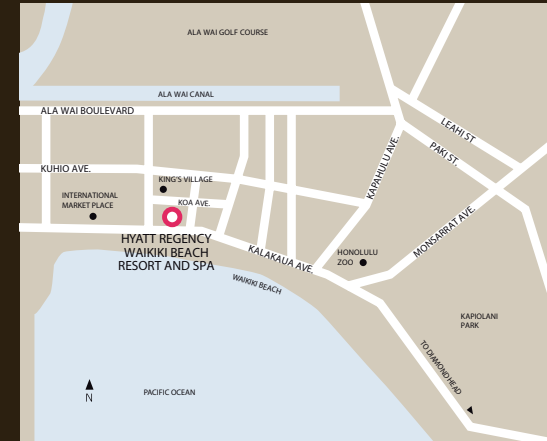 ALA WAI GOLF COURSE
ALA WAI CANAL
ALA WAI BOULEVARD
LEAHI ST
PAKI ST.
KAPAHULU AVE.
KUHIO AVE.
KING'S VILLAGE
INTERNATIONAL
MARKET PLACE
KOA AVE.
HYATT REGENCY
WAIKIKI BEACH
RESORT AND SPA
KALAKAUA AVE.
MONSARRAT AVE.
HONOLULU
ZOO
WAIKIKI BEACH
KAPIOLANI
PARK
TO DIAMOND HEAD
N
PACIFIC OCEAN